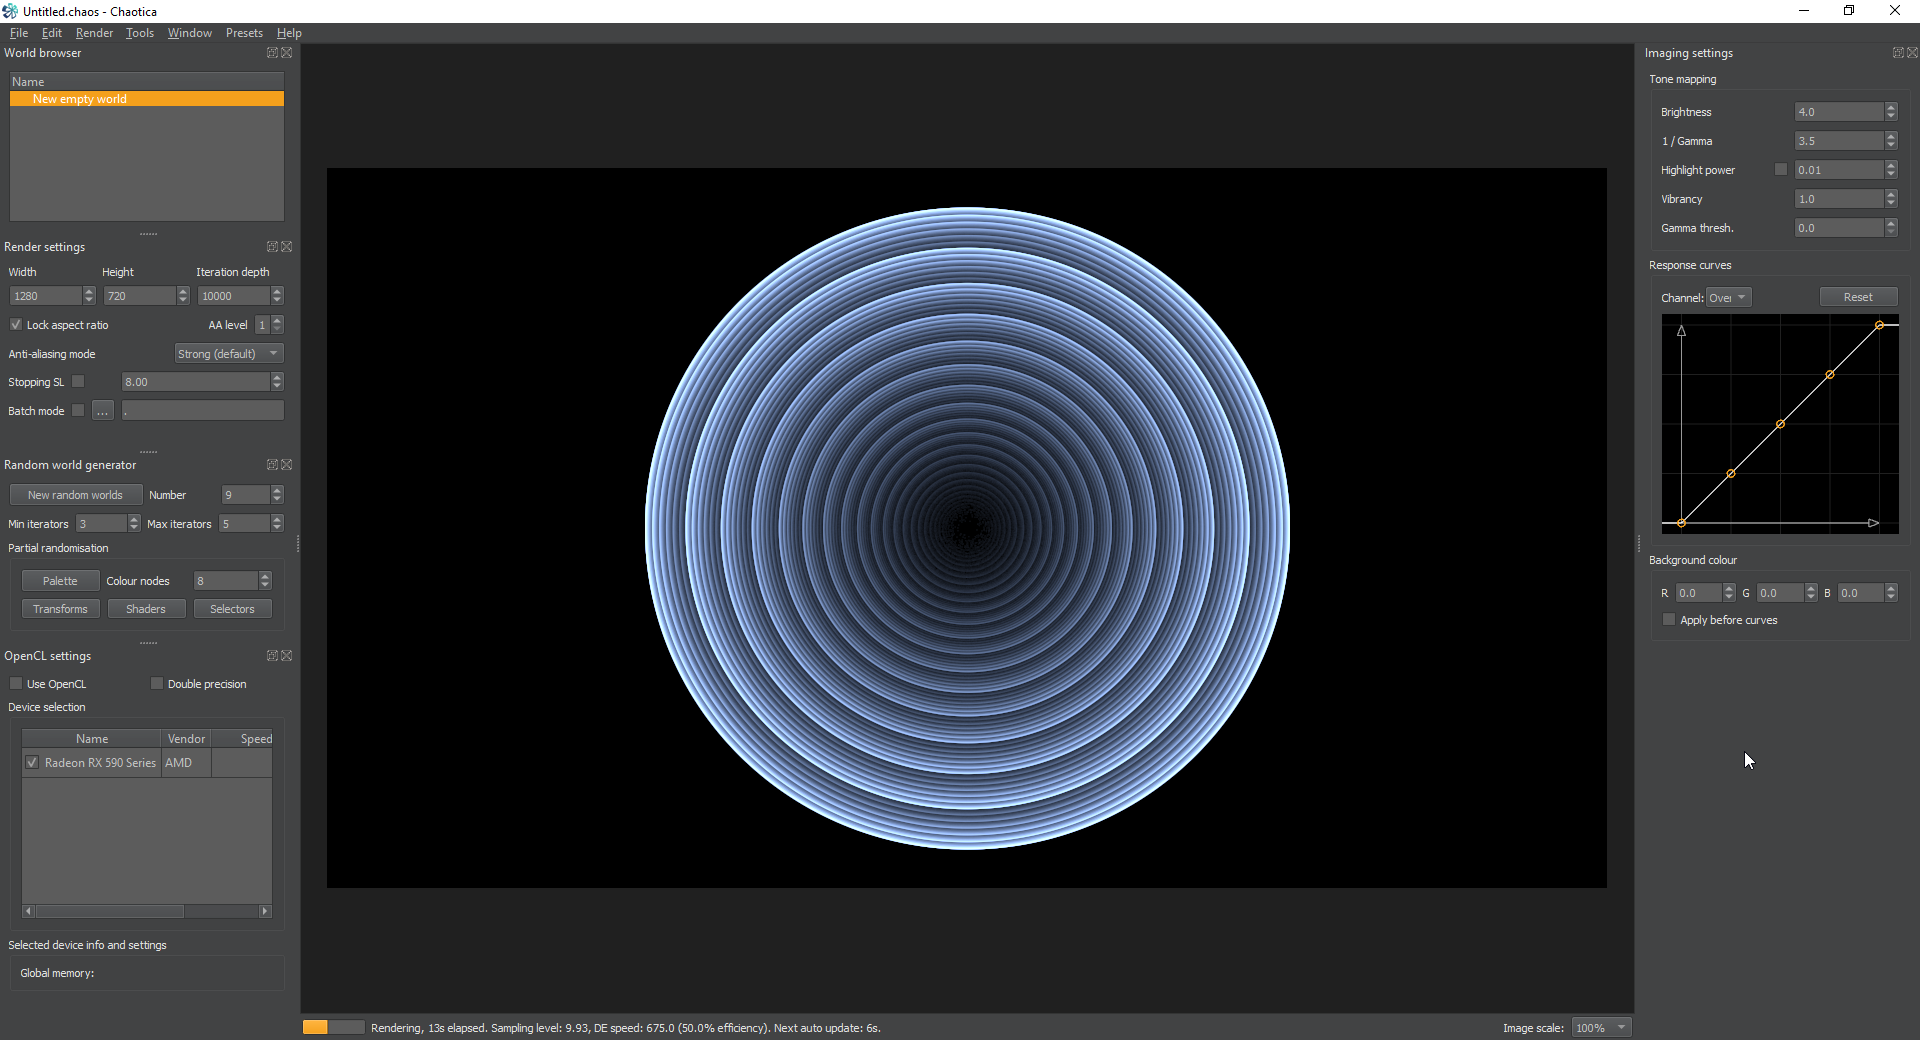 Untitled.chaos - Chaotica
File Edit Render Tools Window Presets Help
World browser
Name
New empty world
Render settings
Width Height Iteration depth
1280 720 10000
Lock aspect ratio AA level 1
Anti-aliasing mode Strong (default)
Stopping SL 8.00
Batch mode ... .
Random world generator
New random worlds Number 9
Min iterators 3 Max iterators 5
Partial randomisation
Palette Colour nodes 8
Transforms Shaders Selectors
OpenCL settings
Use OpenCL Double precision
Device selection
Name Vendor Speed
Radeon RX 590 Series AMD
Selected device info and settings
Global memory:
Rendering, 13s elapsed. Sampling level: 9.93, DE speed: 675.0 (50.0% efficiency). Next auto update: 6s.
Image scale: 100%
Imaging settings
Tone mapping
Brightness 4.0
1 / Gamma 3.5
Highlight power 0.01
Vibrancy 1.0
Gamma thresh. 0.0
Response curves
Channel: Over Reset
Background colour
R 0.0 G 0.0 B 0.0
Apply before curves